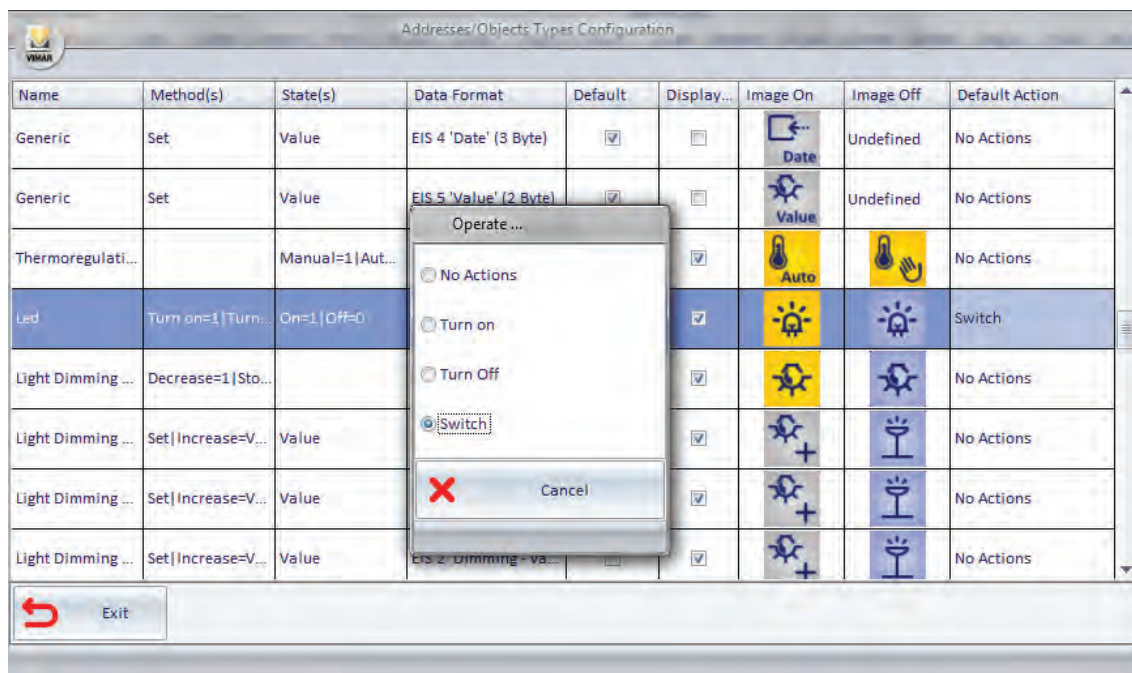 Addresses/Objects Types Configuration
VIMAR
Name Method(s) State(s) Data Format Default Display... Image On Image Off Default Action
Generic Set Value EIS 4 'Date' (3 Byte) Date Undefined No Actions
Generic Set Value EIS 5 'Value' (2 Byte) Value Undefined No Actions
Operate ...
Thermoregulati... Manual=1|Aut... Auto No Actions
No Actions
Led Turn on=1|Turn... On=1|Off=0 Switch
Turn on
Light Dimming ... Decrease=1|Sto... No Actions
Turn Off
Light Dimming ... Set|Increase=V... Value No Actions
Switch
Light Dimming ... Set|Increase=V... Value No Actions
Cancel
Light Dimming ... Set|Increase=V... Value EIS 2 'Dimming - Va... No Actions
Exit